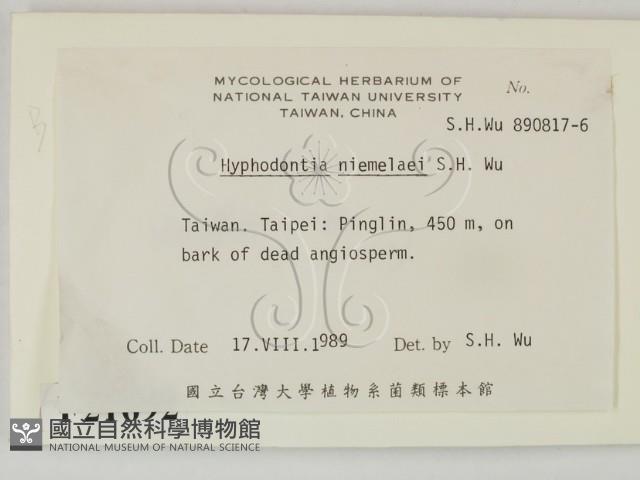 MYCOLOGICAL HERBARIUM OF
NATIONAL TAIWAN UNIVERSITY
TAIWAN, CHINA
No.
S.H.Wu 890817-6
Hyphodontia niemelaei S.H. Wu
Taiwan. Taipei: Pinglin, 450 m, on
bark of dead angiosperm.
Coll. Date 17.VIII.1989 Det. by S.H. Wu
國立台灣大學植物系菌類標本館
國立自然科學博物館
NATIONAL MUSEUM OF NATURAL SCIENCE